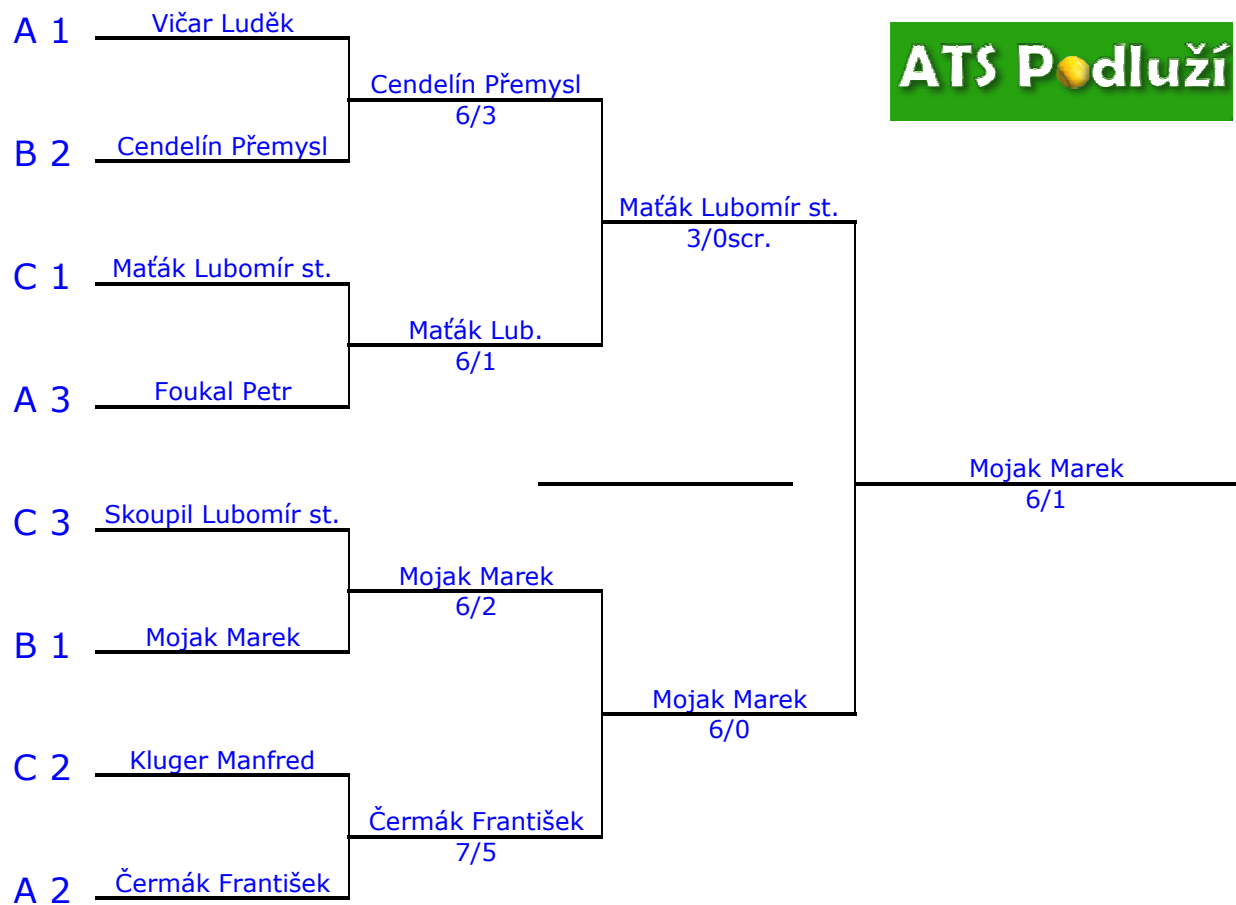 A 1 Vičar Luděk
ATS Podluží
Cendelín Přemysl
6/3
B 2 Cendelín Přemysl
Maťák Lubomír st.
3/0scr.
C 1 Maťák Lubomír st.
Maťák Lub.
6/1
A 3 Foukal Petr
Mojak Marek
6/1
C 3 Skoupil Lubomír st.
Mojak Marek
6/2
B 1 Mojak Marek
Mojak Marek
6/0
C 2 Kluger Manfred
Čermák František
7/5
A 2 Čermák František